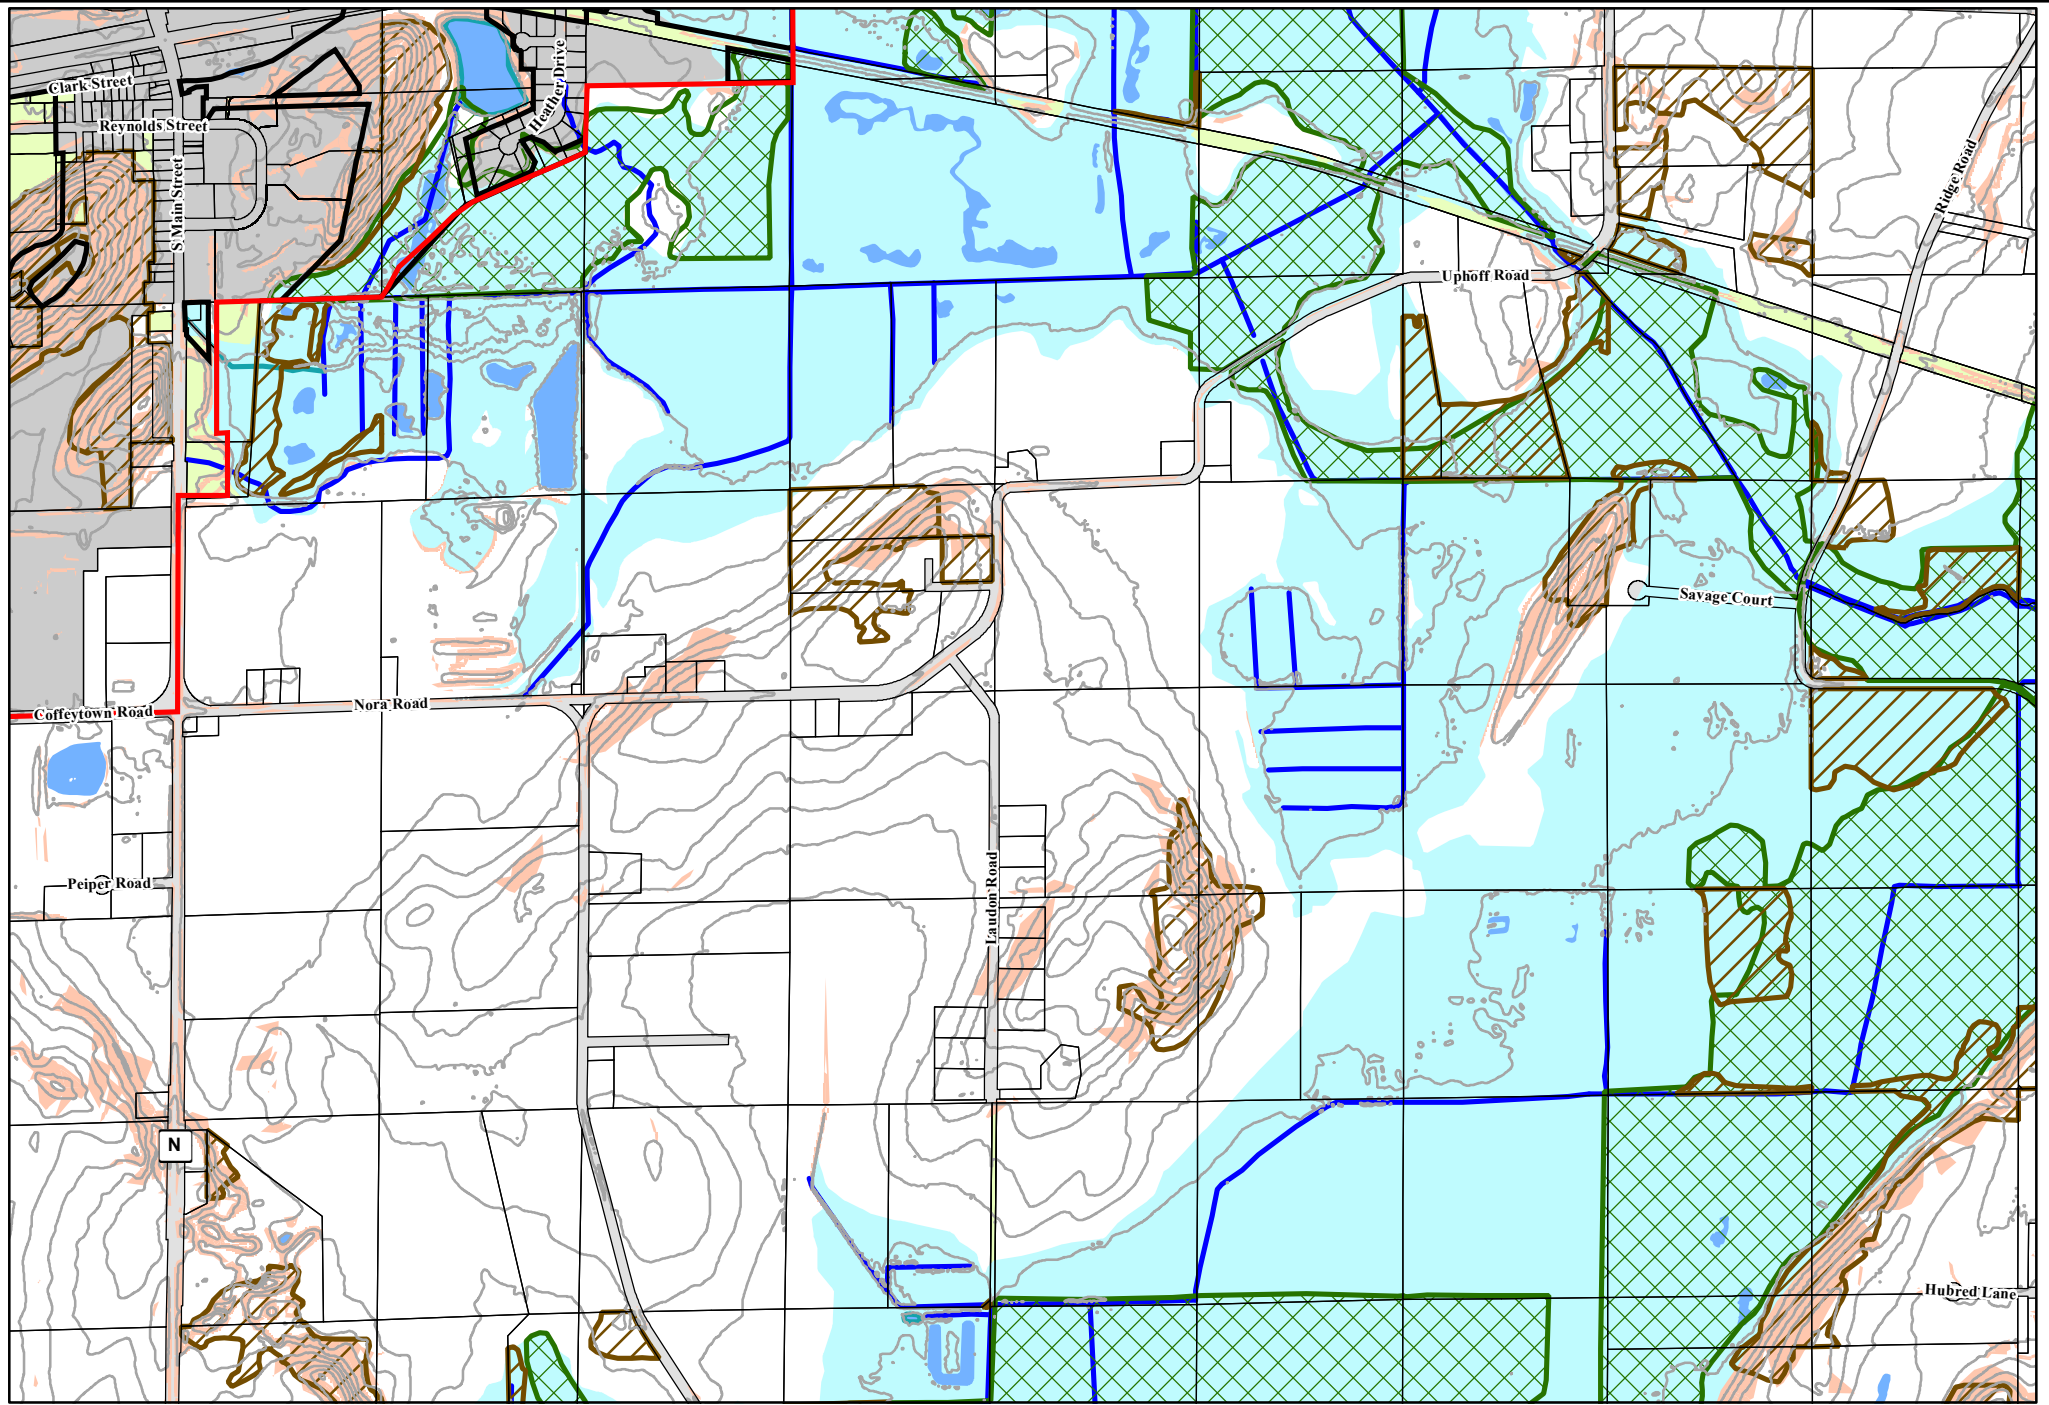 Clark Street
Heather Drive
Reynolds Street
S Main Street
Ridge Road
Uphoff Road
Savage Court
Nora Road
Coffeytown Road
Peiper Road
Laudon Road
N
Hubred Lane